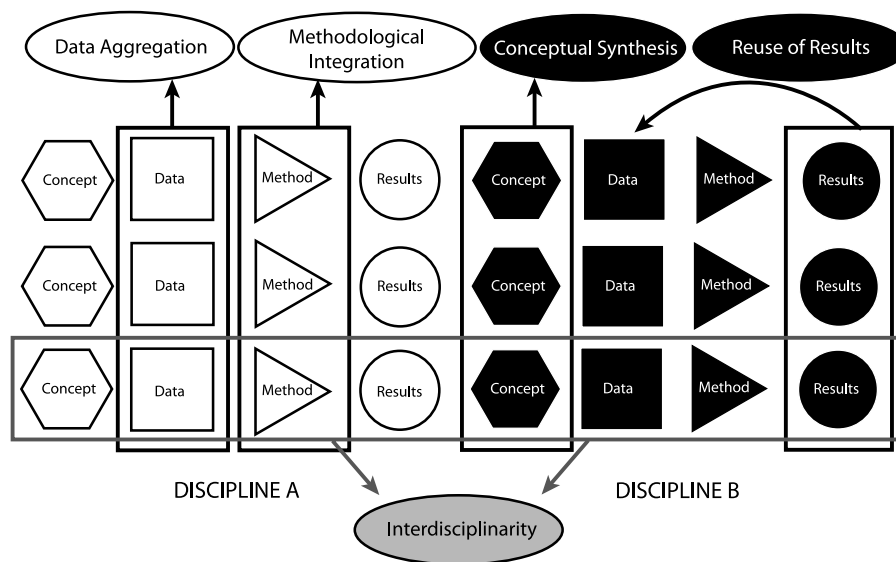 Data Aggregation
Methodological
Integration
Conceptual Synthesis
Reuse of Results
Concept
Data
Method
Results
Concept
Data
Method
Results
Concept
Data
Method
Results
Concept
Data
Method
Results
Concept
Data
Method
Results
Concept
Data
Method
Results
DISCIPLINE A
DISCIPLINE B
Interdisciplinarity